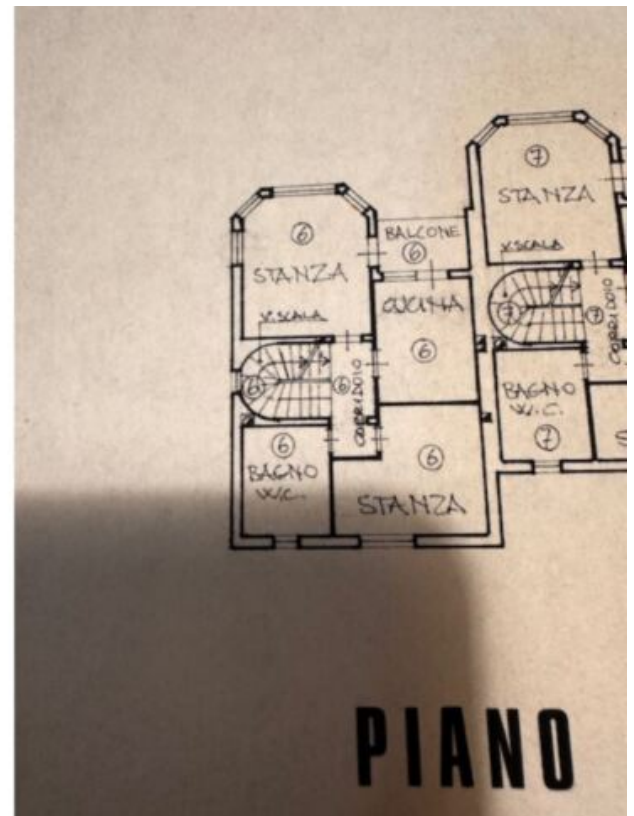 6
STANZA
V.SCALA
BALCONE
6
CUCINA
6
6
6
CORRIDOIO
6
BAGNO
W.C.
6
STANZA
7
STANZA
V.SCALA
7
7
CORRIDOIO
BAGNO
W.C.
7
S
PIANO